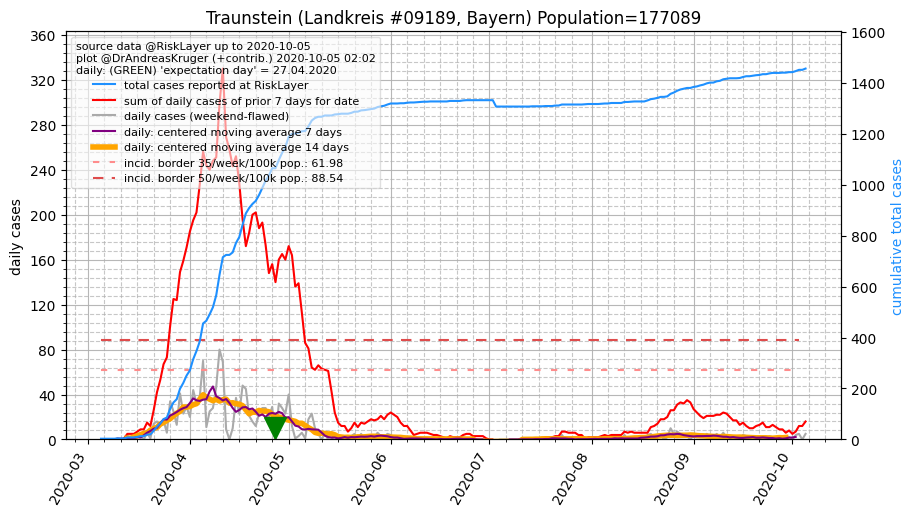 Traunstein (Landkreis #09189, Bayern) Population=177089
source data @RiskLayer up to 2020-10-05
plot @DrAndreasKruger (+contrib.) 2020-10-05 02:02
daily: (GREEN) 'expectation day' = 27.04.2020
total cases reported at RiskLayer
sum of daily cases of prior 7 days for date
daily cases (weekend-flawed)
daily: centered moving average 7 days
daily: centered moving average 14 days
incid. border 35/week/100k pop.: 61.98
incid. border 50/week/100k pop.: 88.54
daily cases
360
320
280
240
200
160
120
80
40
0
cumulative total cases
1600
1400
1200
1000
800
600
400
200
0
2020-03
2020-04
2020-05
2020-06
2020-07
2020-08
2020-09
2020-10